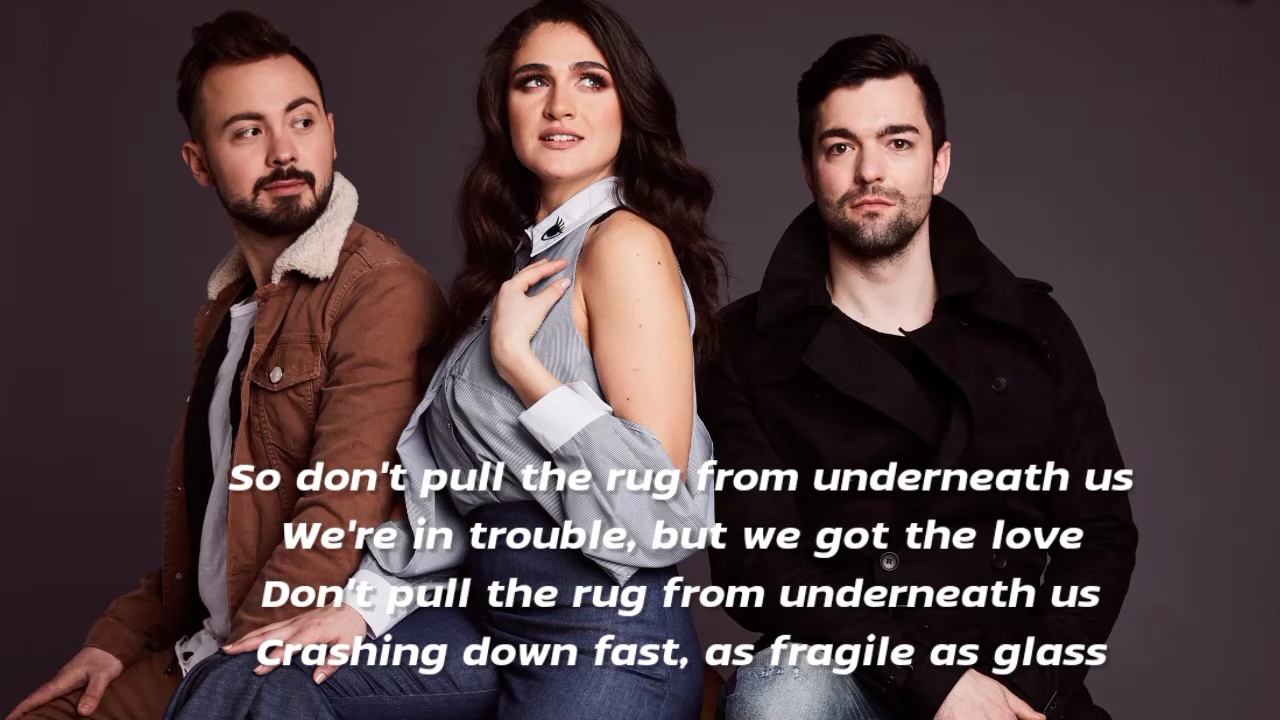 So don't pull the rug from underneath us
We're in trouble, but we got the love
Don't pull the rug from underneath us
Crashing down fast, as fragile as glass